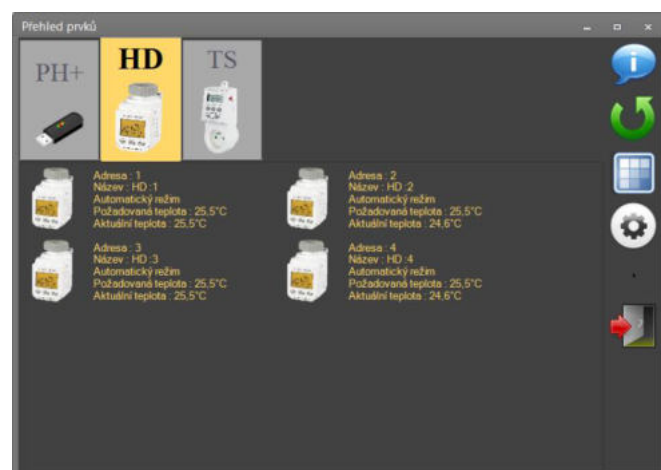 Přehled prvků
PH+
HD
TS
Adresa : 1
Název : HD :1
Automatický režim
Požadovaná teplota : 25,5°C
Aktuální teplota : 25,5°C
Adresa : 2
Název : HD :2
Automatický režim
Požadovaná teplota : 25,5°C
Aktuální teplota : 24,6°C
Adresa : 3
Název : HD :3
Automatický režim
Požadovaná teplota : 25,5°C
Aktuální teplota : 25,5°C
Adresa : 4
Název : HD :4
Automatický režim
Požadovaná teplota : 25,5°C
Aktuální teplota : 24,6°C